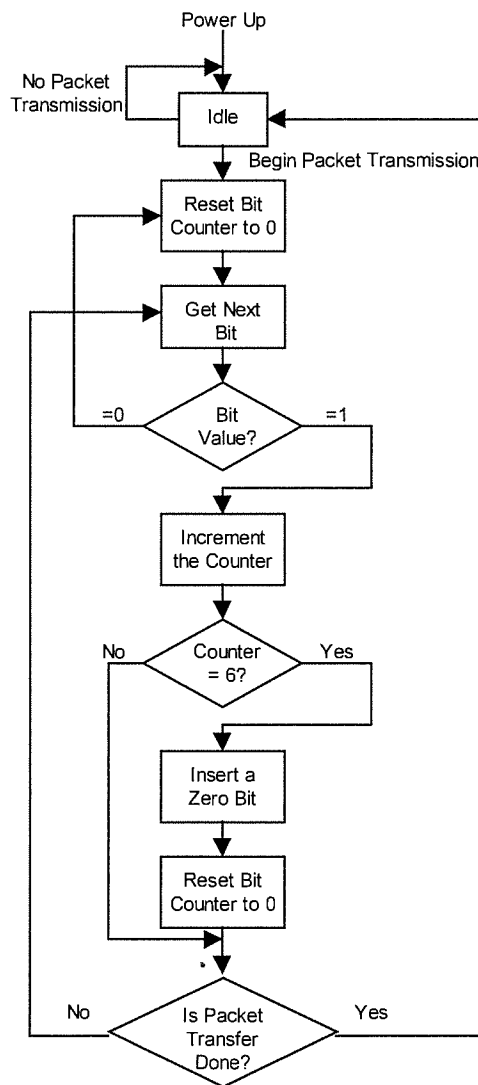 Power Up
No Packet
Transmission
Idle
Begin Packet Transmission
Reset Bit
Counter to 0
Get Next
Bit
=0
Bit
Value?
=1
Increment
the Counter
No
Counter
= 6?
Yes
Insert a
Zero Bit
Reset Bit
Counter to 0
No
Is Packet
Transfer
Done?
Yes